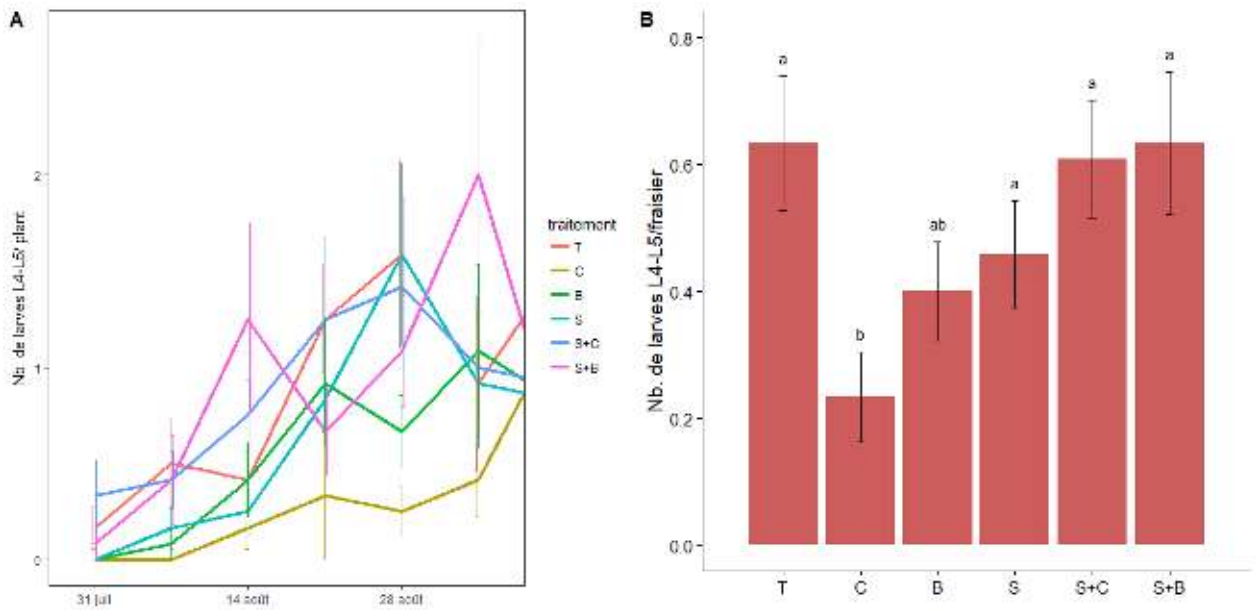 A
Nb. de larves L4-L5/ plant
2
1
0
31 juil
14 août
28 août
traitement
T
C
B
S
S+C
S+B
B
Nb. de larves L4-L5/fraisier
0.8
0.6
0.4
0.2
0.0
a
b
ab
a
a
a
T
C
B
S
S+C
S+B